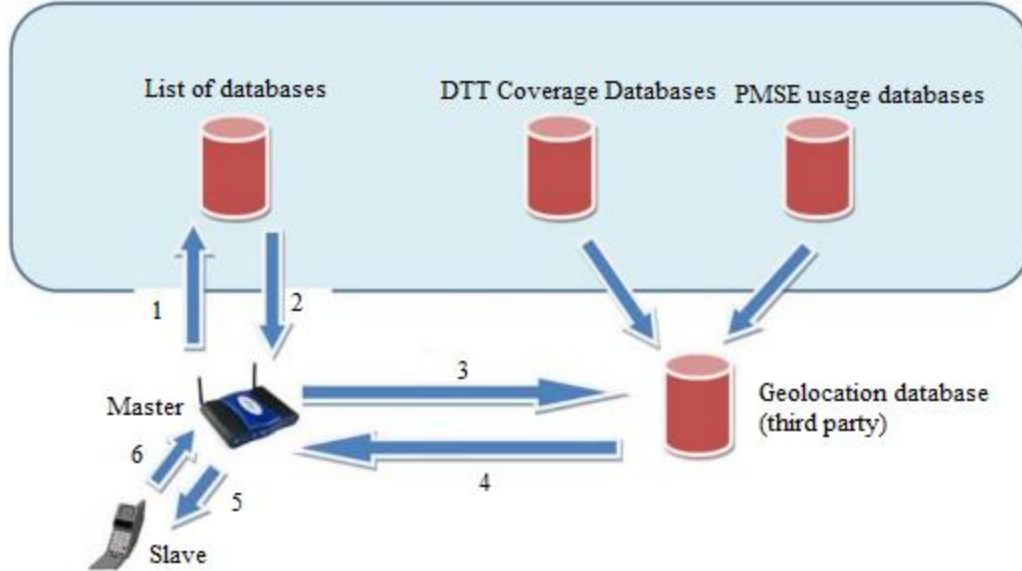 List of databases
DTT Coverage Databases
PMSE usage databases
1
2
3
Master
Geolocation database
(third party)
6
4
5
Slave